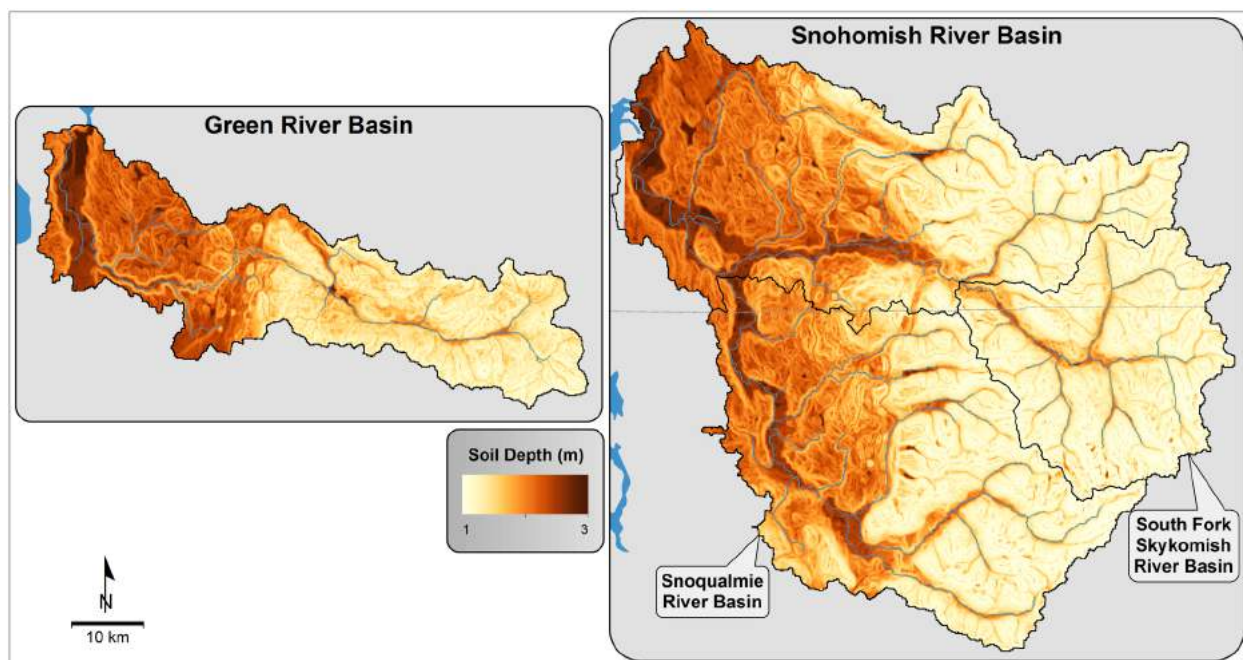 Green River Basin
Snohomish River Basin
Soil Depth (m)
1
3
N
10 km
Snoqualmie
River Basin
South Fork
Skykomish
River Basin